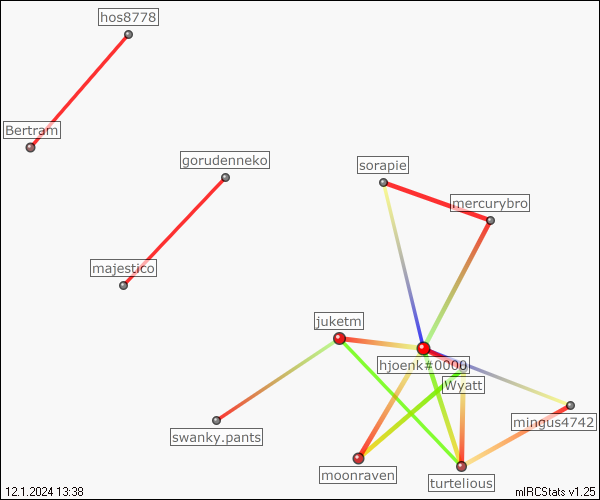 hos8778
Bertram
gorudenneko
sorapie
mercurybro
majestico
juketm
hjoenk#0000
Wyatt
mingus4742
swanky.pants
moonraven
turtelious
12.1.2024 13:38
mIRCStats v1.25